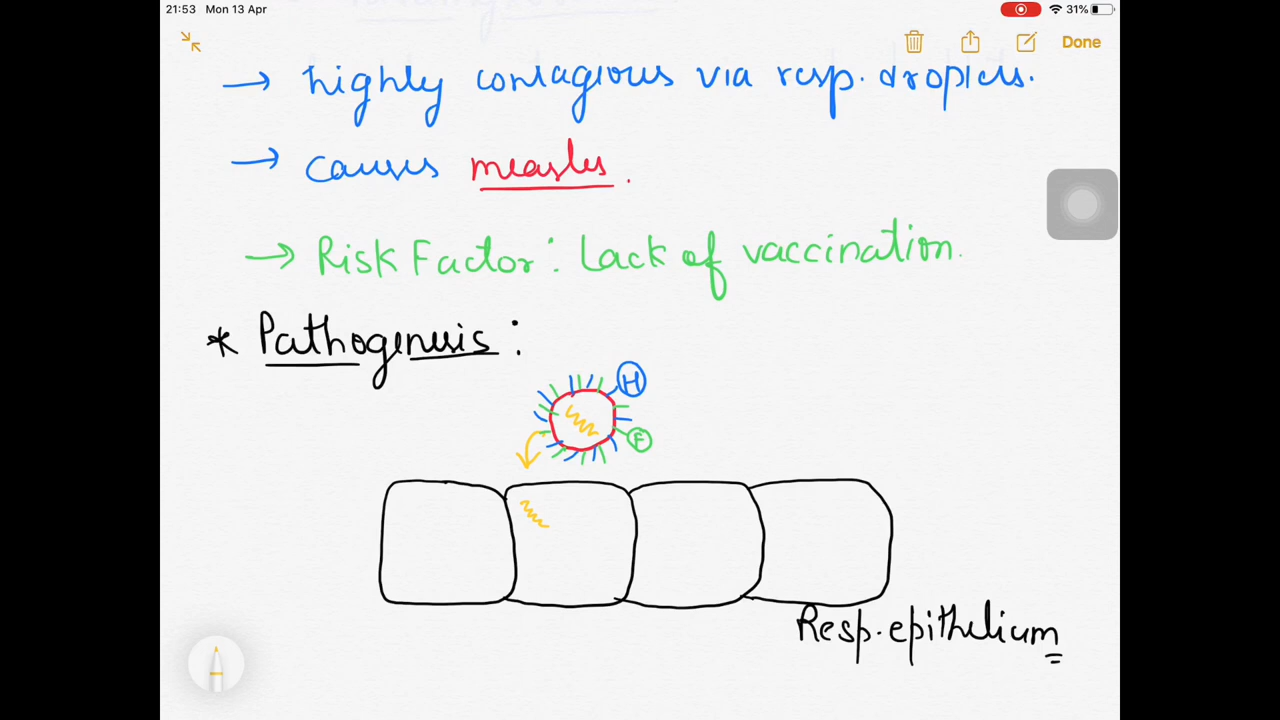 21:53 Mon 13 Apr 31%
Done
→ highly contagious via resp. droplets.
→ causes measles.
→ Risk Factor: Lack of vaccination.
* Pathogenesis:
H
F
Resp. epithelium